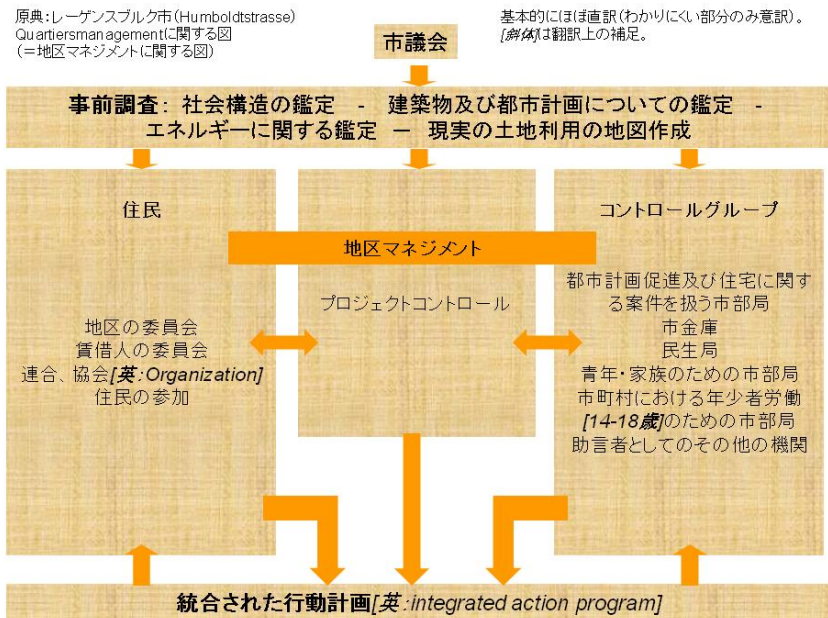 原典:レーゲンスブルク市(Humboldtstrasse)
Quartiersmanagementに関する図
(＝地区マネジメントに関する図)
基本的にほぼ直訳(わかりにくい部分のみ意訳)。
[斜体]は翻訳上の補足。
市議会
事前調査: 社会構造の鑑定 - 建築物及び都市計画についての鑑定 -
エネルギーに関する鑑定 － 現実の土地利用の地図作成
住民
コントロールグループ
地区マネジメント
プロジェクトコントロール
地区の委員会
賃借人の委員会
連合、協会[英:Organization]
住民の参加
都市計画促進及び住宅に関す
る案件を扱う市部局
市金庫
民生局
青年・家族のための市部局
市町村における年少者労働
[14-18歳]のための市部局
助言者としてのその他の機関
統合された行動計画[英:integrated action program]